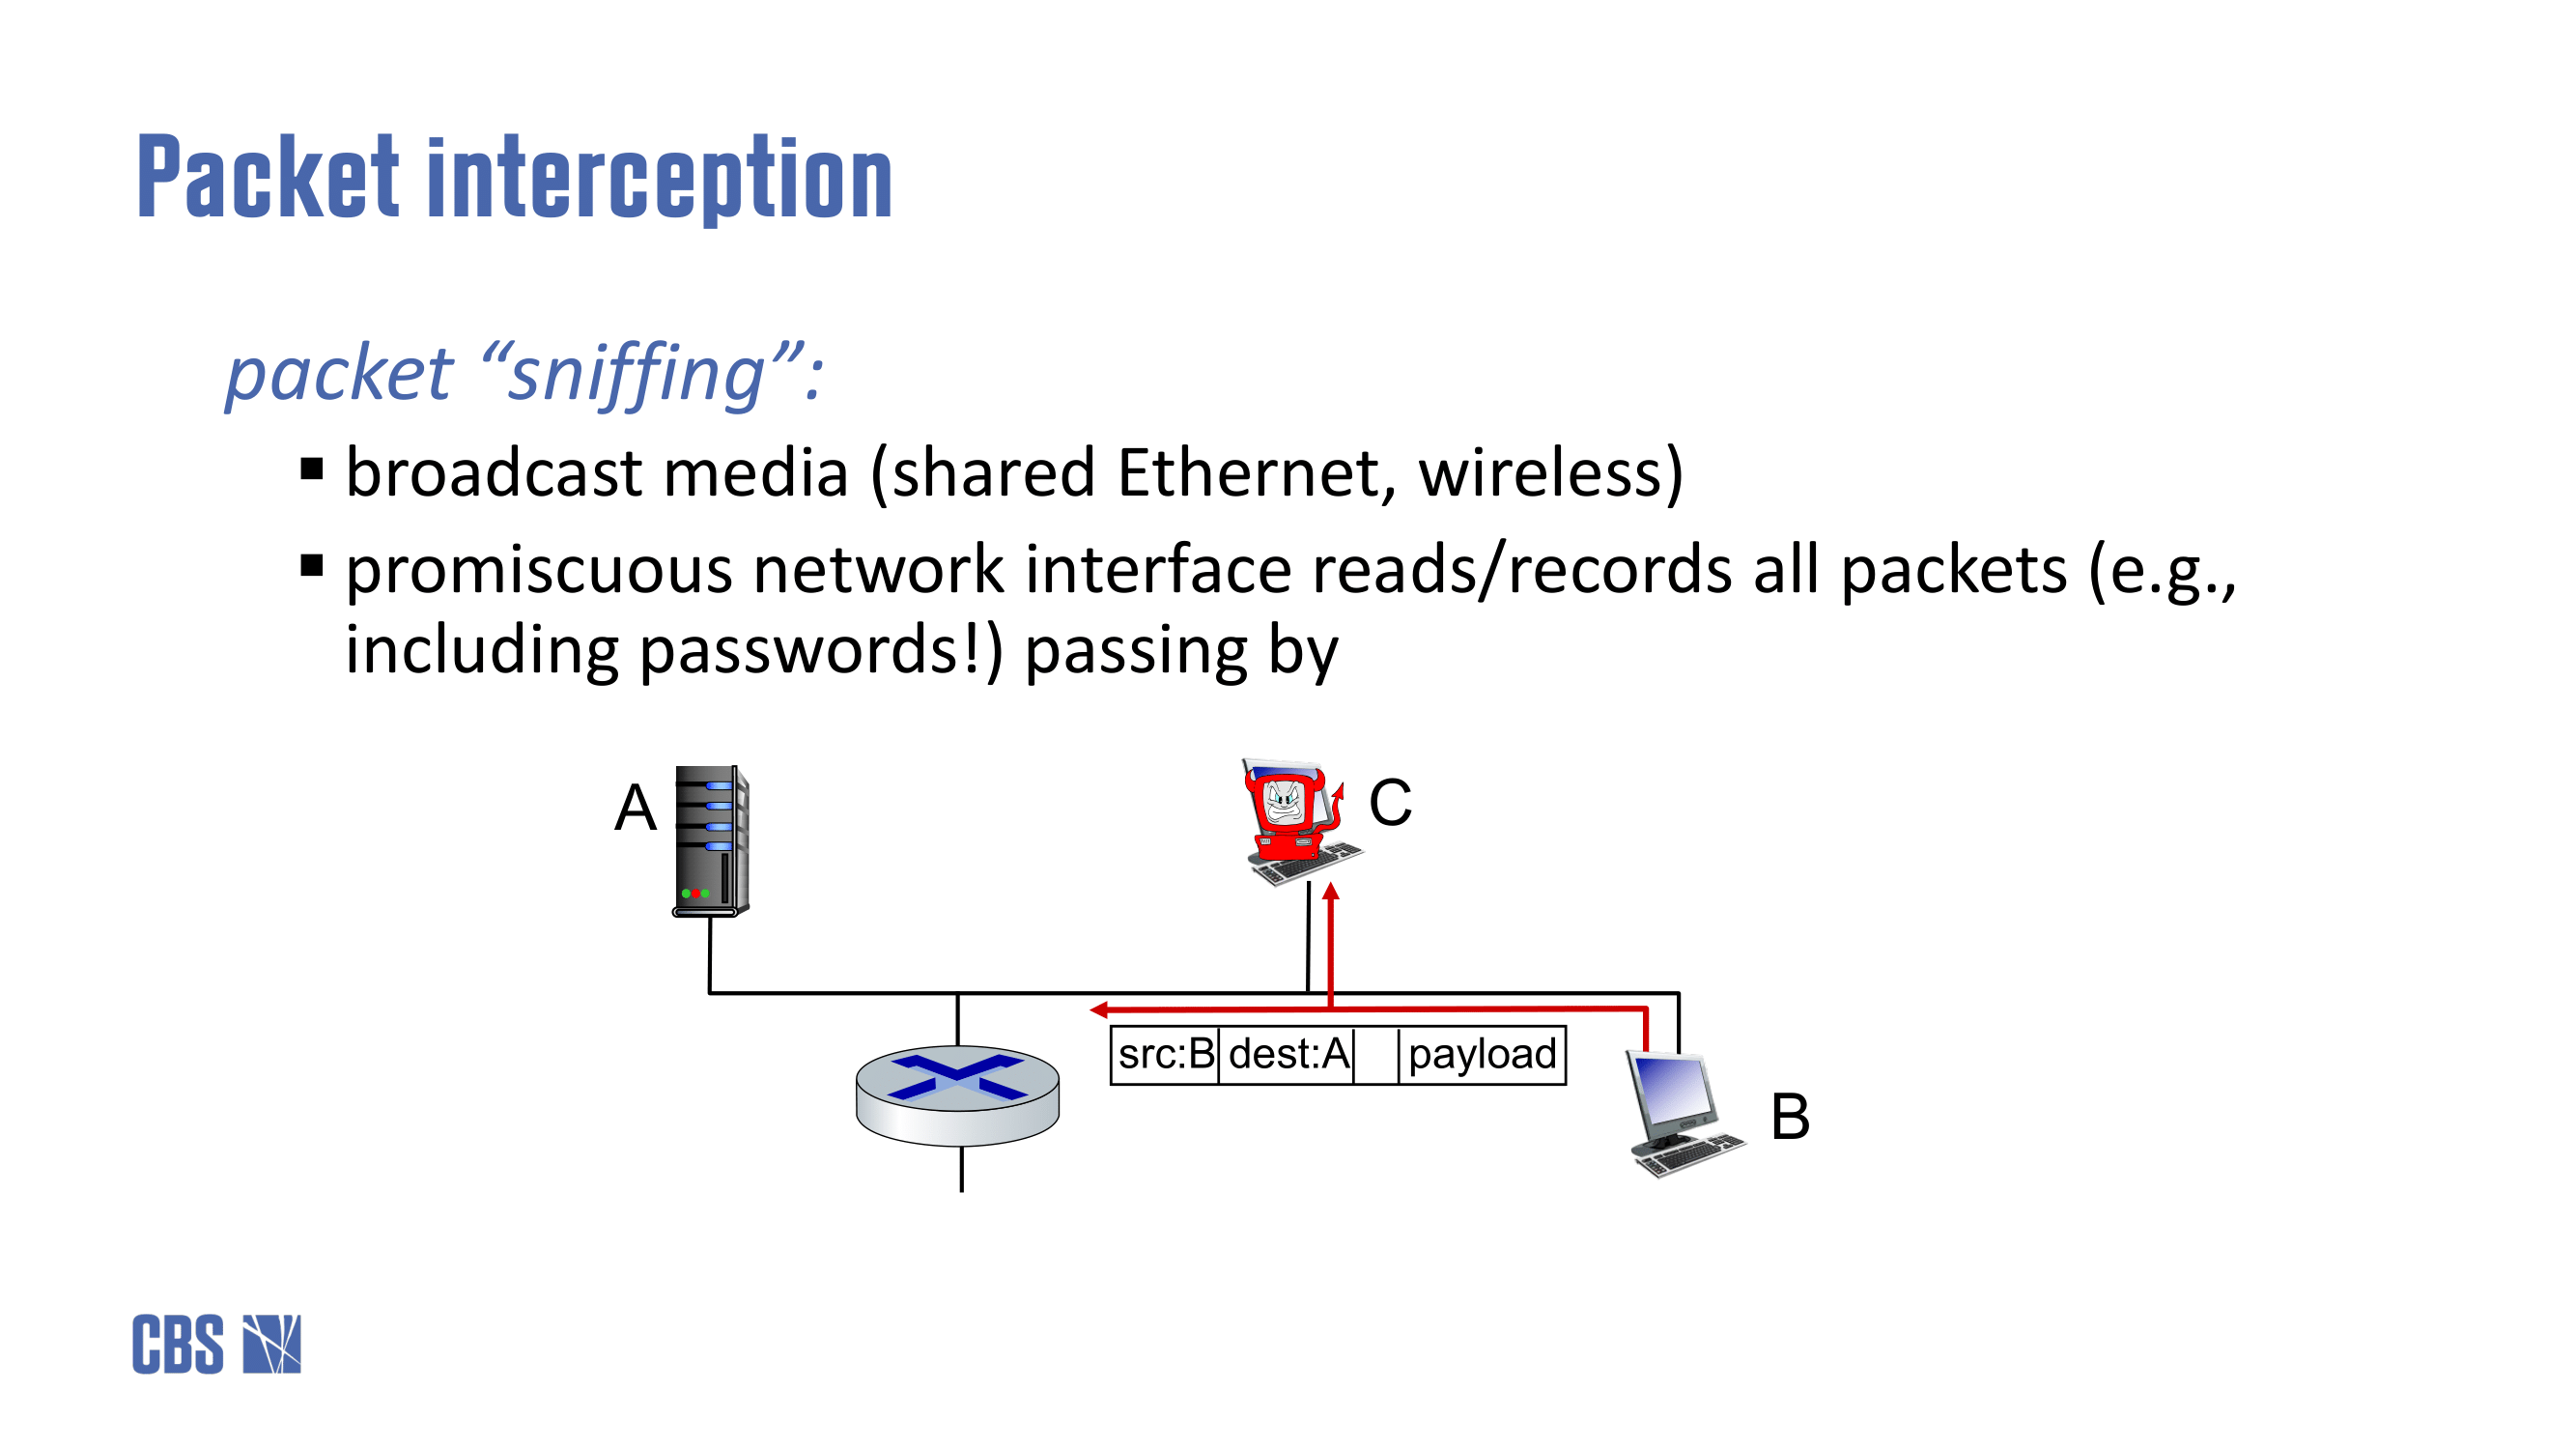 Packet interception
packet “sniffing”:
▪ broadcast media (shared Ethernet, wireless)
▪ promiscuous network interface reads/records all packets (e.g.,
including passwords!) passing by
A
C
src:B dest:A payload
B
CBS